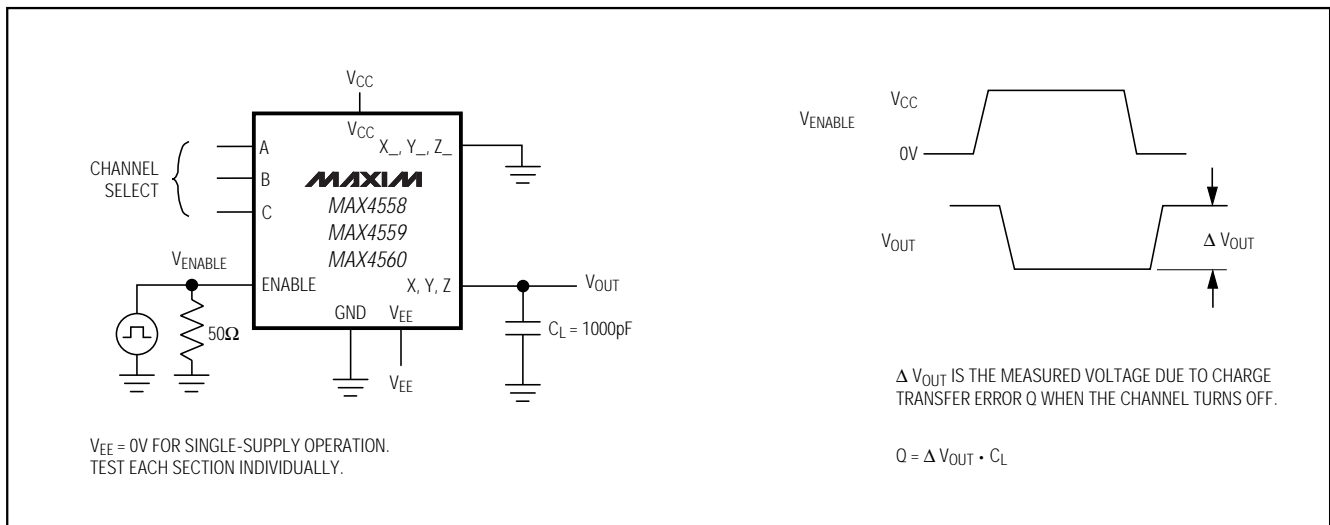 VCC
VCC
X_, Y_, Z_
CHANNEL
SELECT
A
B
C
MAXIM
MAX4558
MAX4559
MAX4560
VENABLE
ENABLE
X, Y, Z
VOUT
50Ω
GND
VEE
CL = 1000pF
VEE
VEE = 0V FOR SINGLE-SUPPLY OPERATION.
TEST EACH SECTION INDIVIDUALLY.
VENABLE
VCC
0V
VOUT
Δ VOUT
Δ VOUT IS THE MEASURED VOLTAGE DUE TO CHARGE
TRANSFER ERROR Q WHEN THE CHANNEL TURNS OFF.
Q = Δ VOUT • CL